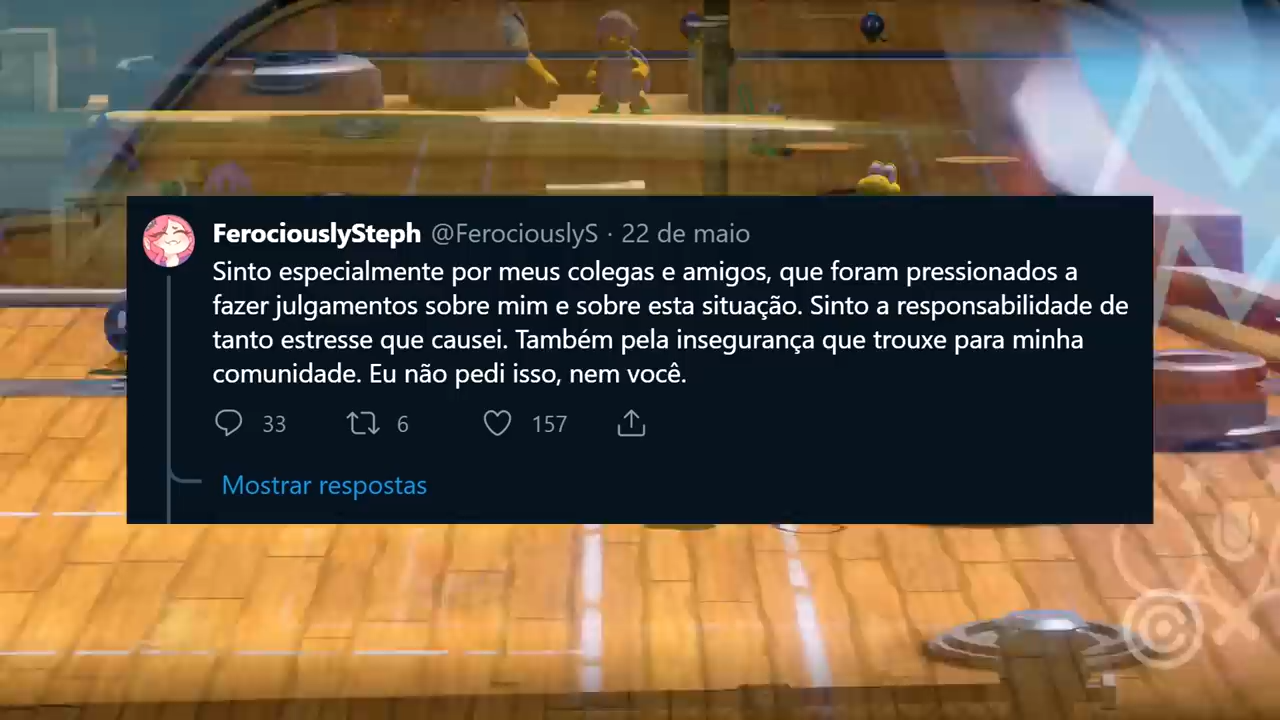 FerociouslySteph @FerociouslyS · 22 de maio
Sinto especialmente por meus colegas e amigos, que foram pressionados a
fazer julgamentos sobre mim e sobre esta situação. Sinto a responsabilidade de
tanto estresse que causei. Também pela insegurança que trouxe para minha
comunidade. Eu não pedi isso, nem você.
33 6 157
Mostrar respostas